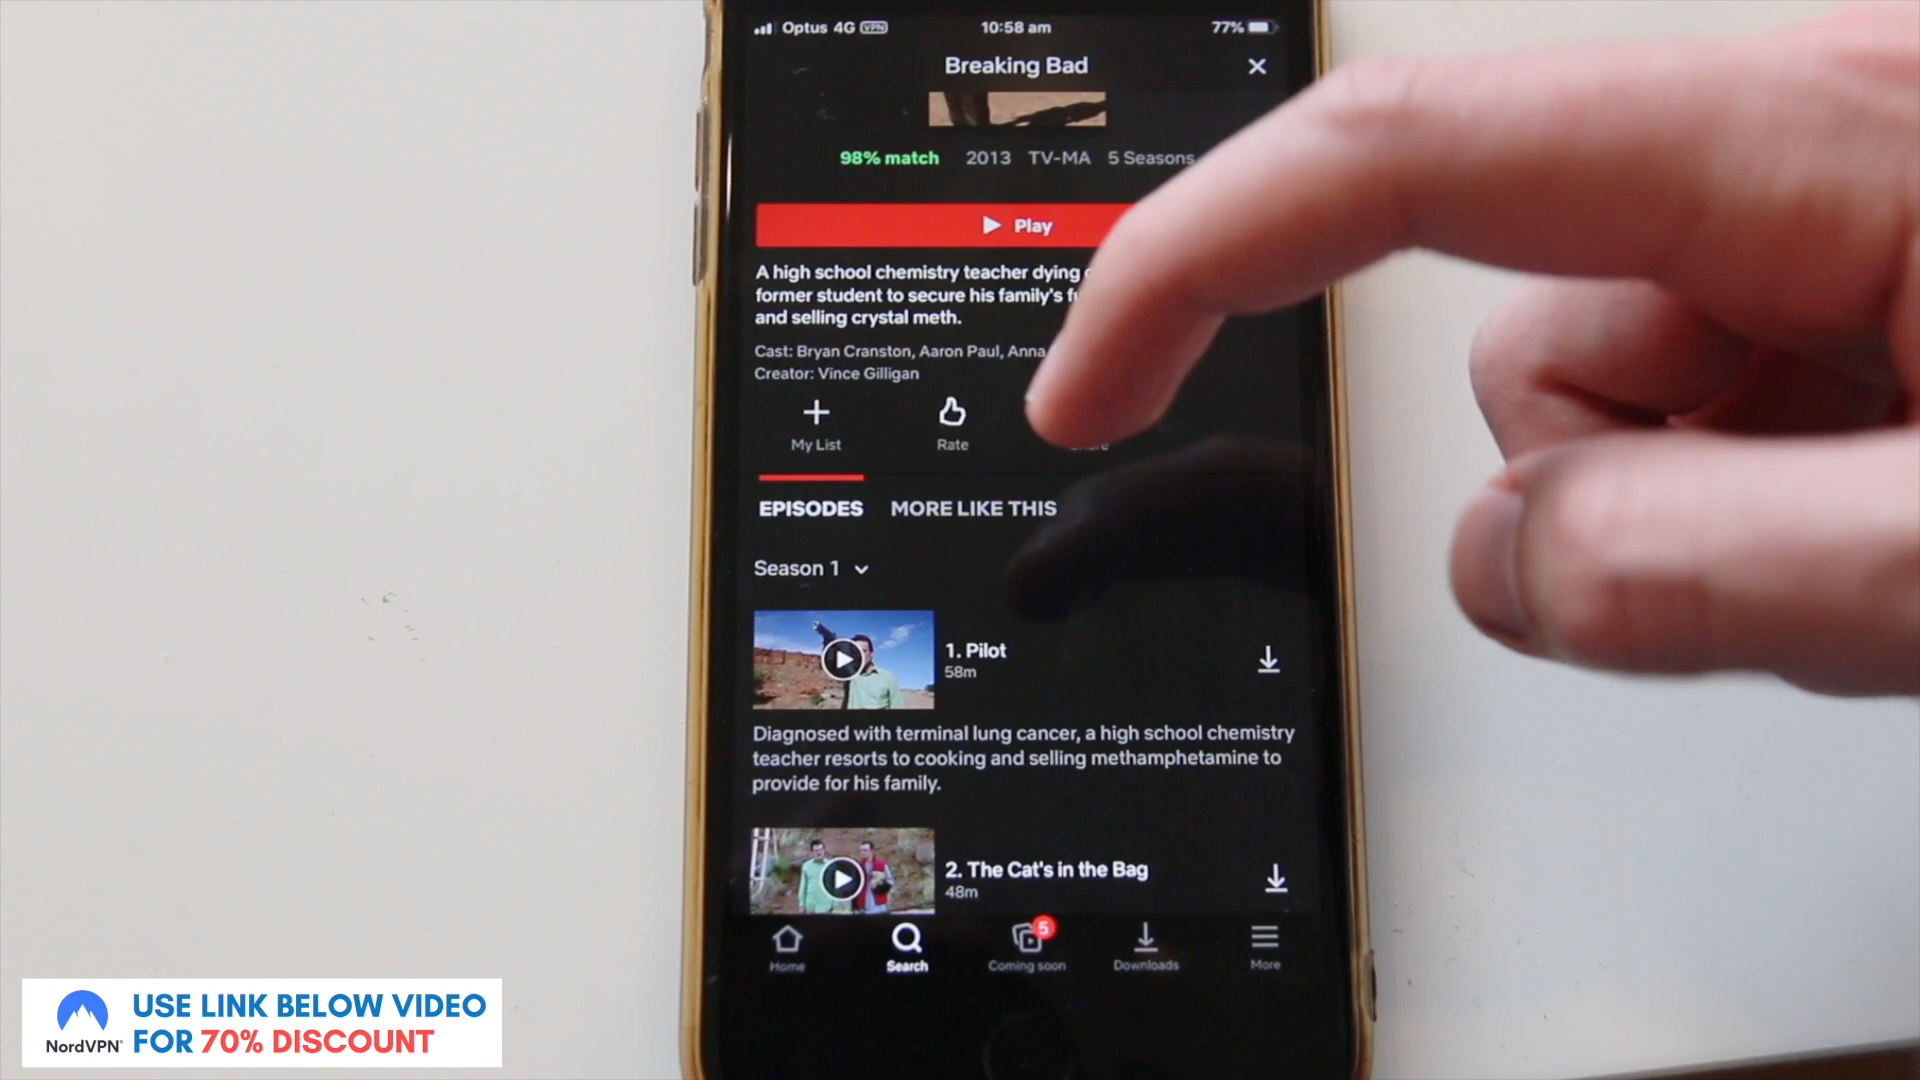 Optus 4G VPN 10:58 am 77%
Breaking Bad
98% match 2013 TV-MA 5 Seasons
Play
A high school chemistry teacher dying
former student to secure his family's
and selling crystal meth.
Cast: Bryan Cranston, Aaron Paul, Anna
Creator: Vince Gilligan
My List Rate
EPISODES MORE LIKE THIS
Season 1
1. Pilot
58m
Diagnosed with terminal lung cancer, a high school chemistry
teacher resorts to cooking and selling methamphetamine to
provide for his family.
2. The Cat's in the Bag
48m
5
Home Search Coming soon Downloads More
USE LINK BELOW VIDEO
FOR 70% DISCOUNT
NordVPN®